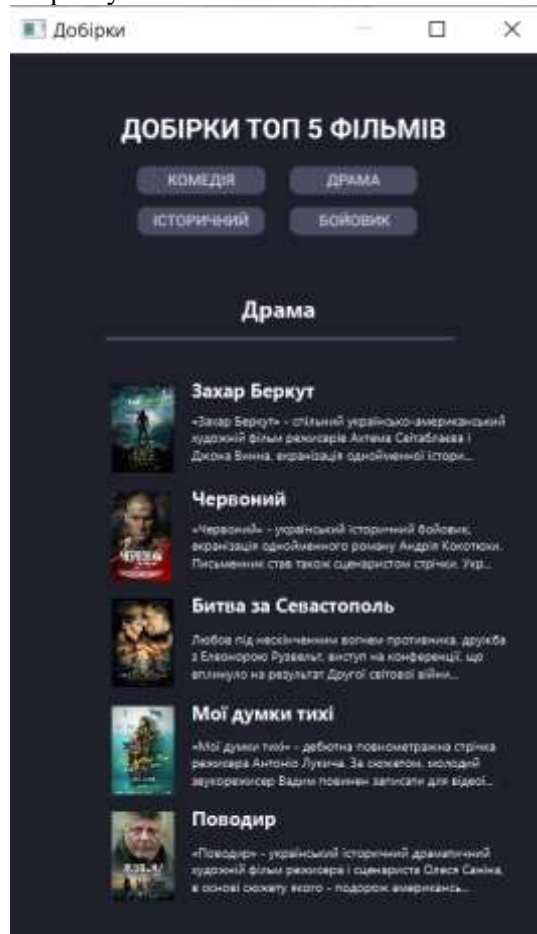 Добірки
ДОБІРКИ ТОП 5 ФІЛЬМІВ
КОМЕДІЯ
ДРАМА
ІСТОРИЧНИЙ
БОЙОВИК
Драма
Захар Беркут
«Захар Беркут» - спільний українсько-американський
художній фільм режисерів Ахтема Сеітаблаєва і
Джона Винна, екранізація однойменної істори...
Червоний
«Червоний» - український історичний бойовик,
екранізація однойменного роману Андрія Кокотюхи.
Письменник став також сценаристом стрічки. Укр...
Битва за Севастополь
Любов під нескінченним вогнем противника, дружба
з Елеонорою Рузвельт, виступ на конференції, що
вплинуло на результат Другої світової війни...
Мої думки тихі
«Мої думки тихі» - дебютна повнометражна стрічка
режисера Антоніо Лукича. За сюжетом, молодий
звукорежисер Вадим повинен записати для відеої...
Поводир
«Поводир» - український історичний драматичний
художній фільм режисера і сценариста Олеся Саніна,
в основі сюжету якого - подорож американсь...